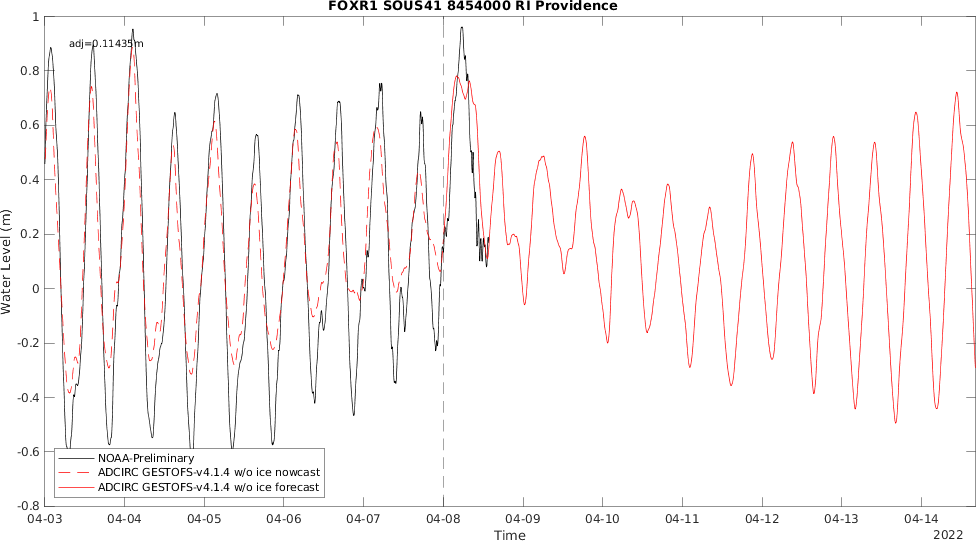 FOXR1 SOUS41 8454000 RI Providence
adj=0.11435m
Water Level (m)
1
0.8
0.6
0.4
0.2
0
-0.2
-0.4
-0.6
-0.8
NOAA-Preliminary
ADCIRC GESTOFS-v4.1.4 w/o ice nowcast
ADCIRC GESTOFS-v4.1.4 w/o ice forecast
04-03 04-04 04-05 04-06 04-07 04-08 04-09 04-10 04-11 04-12 04-13 04-14
Time
2022